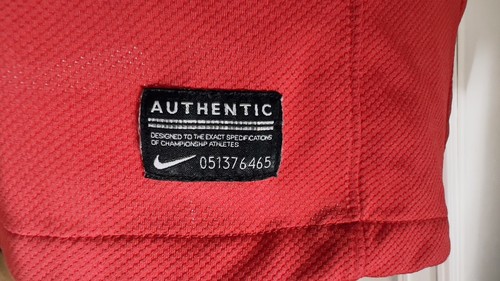 AUTHENTIC
DESIGNED TO THE EXACT SPECIFICATIONS
OF CHAMPIONSHIP ATHLETES.
051376465